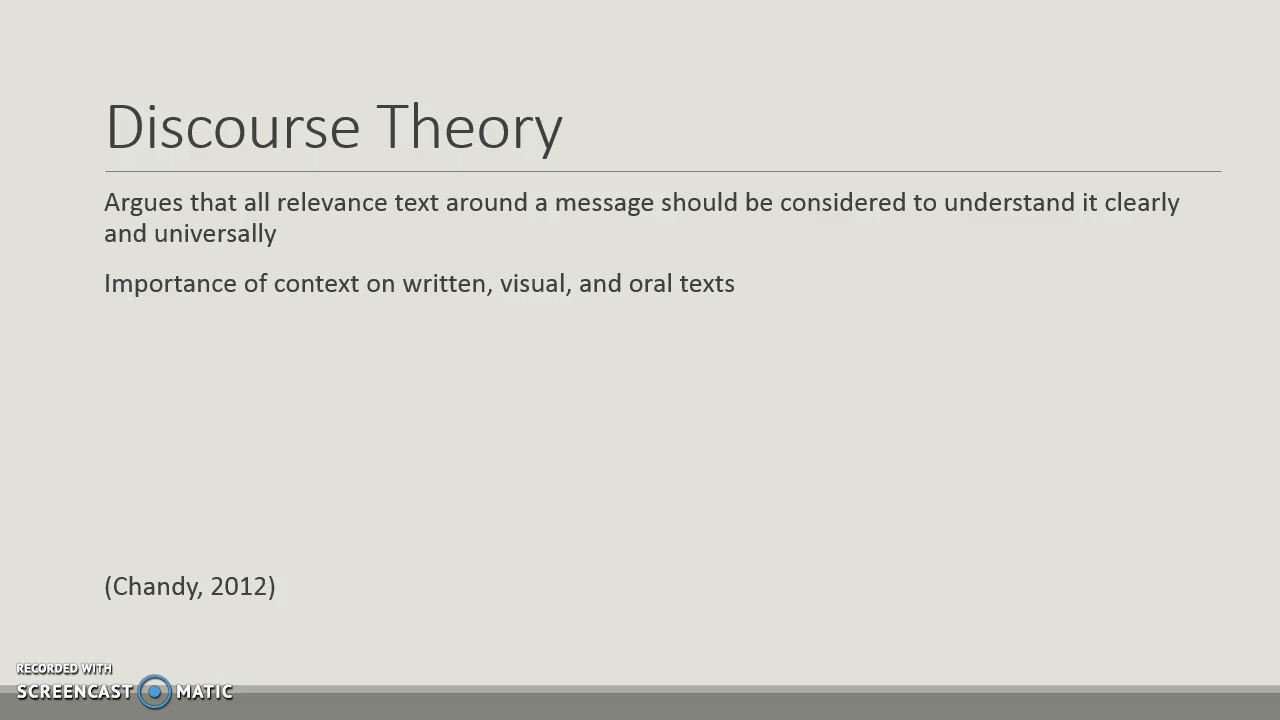 Discourse Theory
Argues that all relevance text around a message should be considered to understand it clearly
and universally
Importance of context on written, visual, and oral texts
(Chandy, 2012)
RECORDED WITH
SCREENCAST MATIC